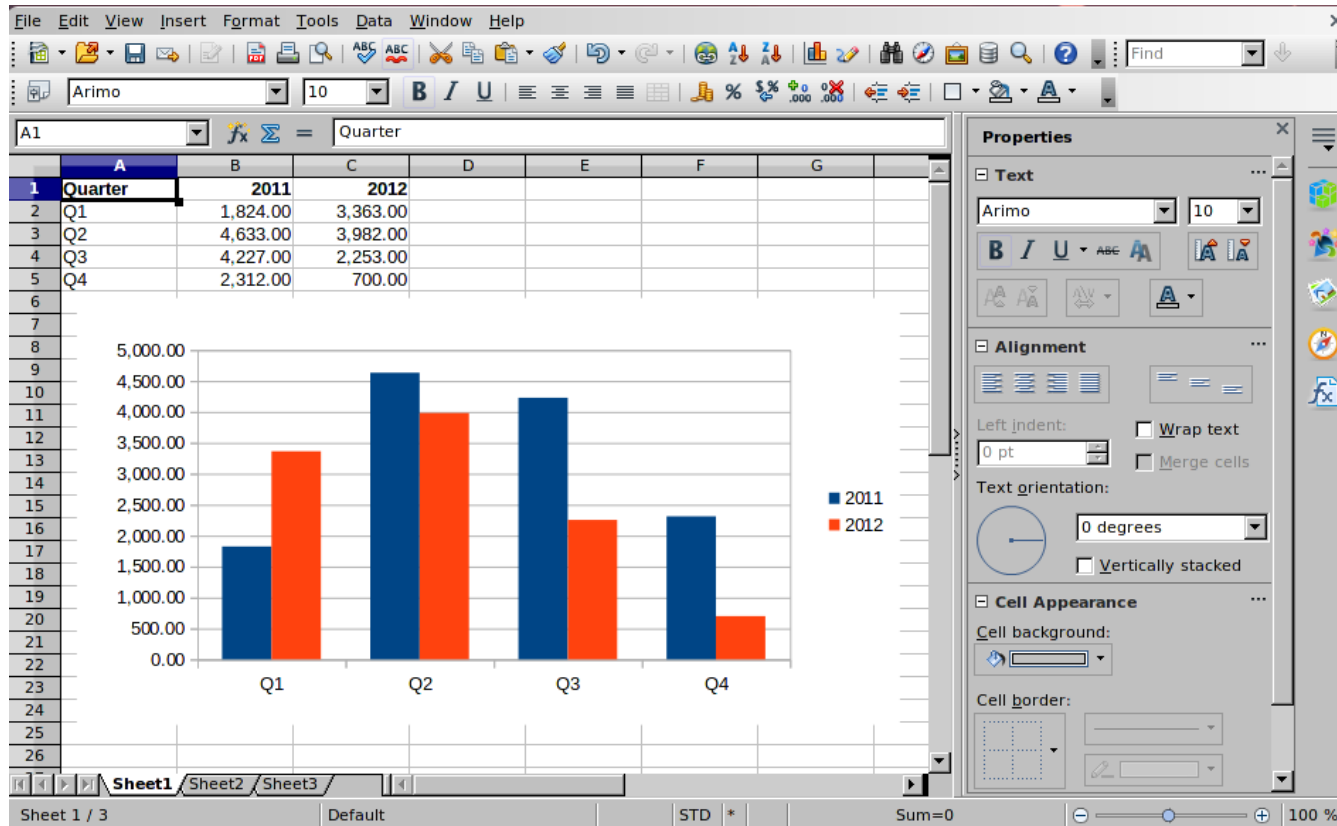 File Edit View Insert Format Tools Data Window Help
ABC ABC Find
Arimo 10 B I U % $% .000 .000 A
A1 fx Σ = Quarter
A B C D E F G
1 Quarter 2011 2012
2 Q1 1,824.00 3,363.00
3 Q2 4,633.00 3,982.00
4 Q3 4,227.00 2,253.00
5 Q4 2,312.00 700.00
6
7
8
9
10
11
12
13
14
15
16
17
18
19
20
21
22
23
24
25
26
5,000.00
4,500.00
4,000.00
3,500.00
3,000.00
2,500.00
2,000.00
1,500.00
1,000.00
500.00
0.00
Q1 Q2 Q3 Q4
2011
2012
Sheet1 Sheet2 Sheet3
Properties
Text
Arimo 10
B I U ABC A A A
A
Alignment
Left indent:
0 pt
Wrap text
Merge cells
Text orientation:
0 degrees
Vertically stacked
Cell Appearance
Cell background:
Cell border:
fx
Sheet 1 / 3 Default STD * Sum=0 100 %